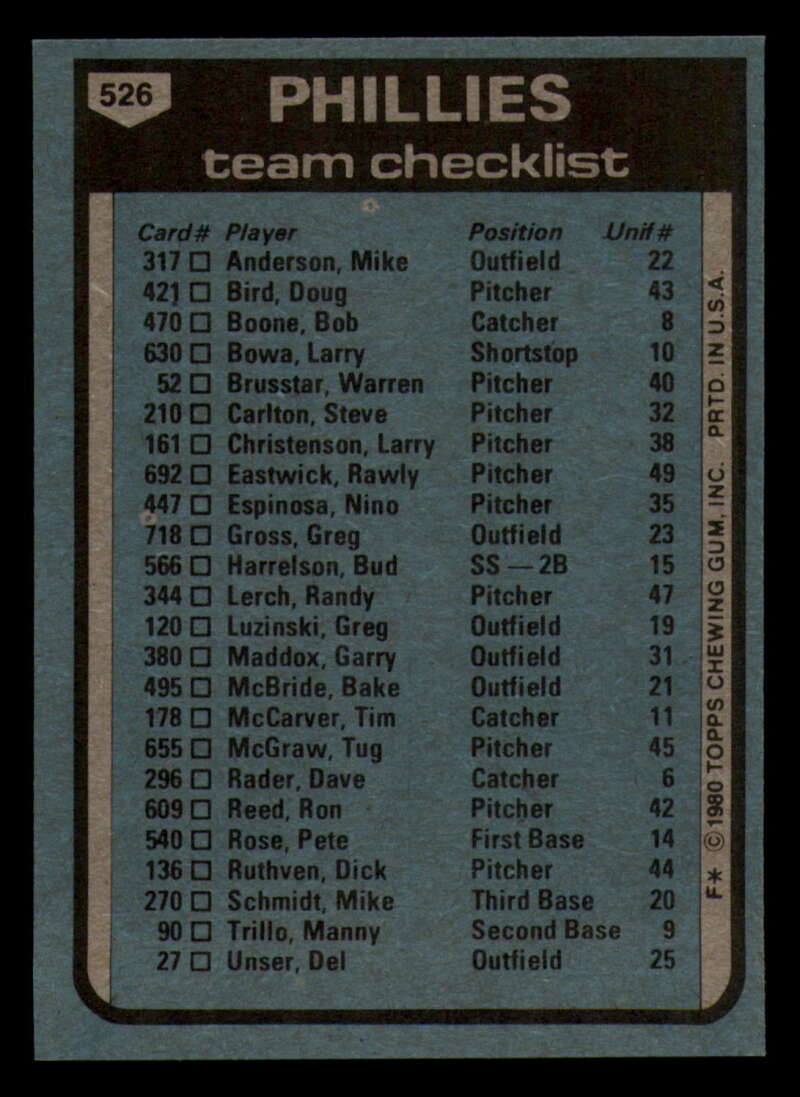 526
PHILLIES
team checklist
Card# Player Position Unif#
317 □ Anderson, Mike Outfield 22
421 □ Bird, Doug Pitcher 43
470 □ Boone, Bob Catcher 8
630 □ Bowa, Larry Shortstop 10
52 □ Brusstar, Warren Pitcher 40
210 □ Carlton, Steve Pitcher 32
161 □ Christenson, Larry Pitcher 38
692 □ Eastwick, Rawly Pitcher 49
447 □ Espinosa, Nino Pitcher 35
718 □ Gross, Greg Outfield 23
566 □ Harrelson, Bud SS — 2B 15
344 □ Lerch, Randy Pitcher 47
120 □ Luzinski, Greg Outfield 19
380 □ Maddox, Garry Outfield 31
495 □ McBride, Bake Outfield 21
178 □ McCarver, Tim Catcher 11
655 □ McGraw, Tug Pitcher 45
296 □ Rader, Dave Catcher 6
609 □ Reed, Ron Pitcher 42
540 □ Rose, Pete First Base 14
136 □ Ruthven, Dick Pitcher 44
270 □ Schmidt, Mike Third Base 20
90 □ Trillo, Manny Second Base 9
27 □ Unser, Del Outfield 25
F* © 1980 TOPPS CHEWING GUM, INC. PRTD. IN U.S.A.